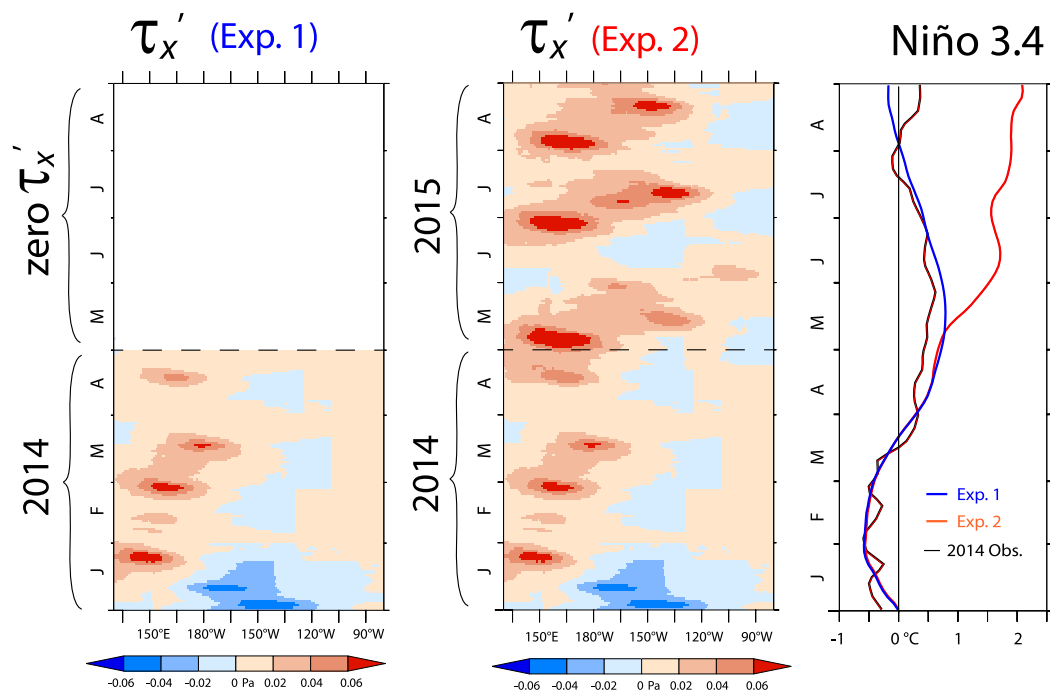 τx′ (Exp. 1)
τx′ (Exp. 2)
Niño 3.4
zero τx′
2014
A
J
J
M
A
M
F
J
150°E 180°W 150°W 120°W 90°W
-0.06 -0.04 -0.02 0 Pa 0.02 0.04 0.06
2015
2014
A
J
J
M
A
M
F
J
150°E 180°W 150°W 120°W 90°W
-0.06 -0.04 -0.02 0 Pa 0.02 0.04 0.06
A
J
J
M
A
M
F
J
Exp. 1
Exp. 2
2014 Obs.
-1 0 °C 1 2